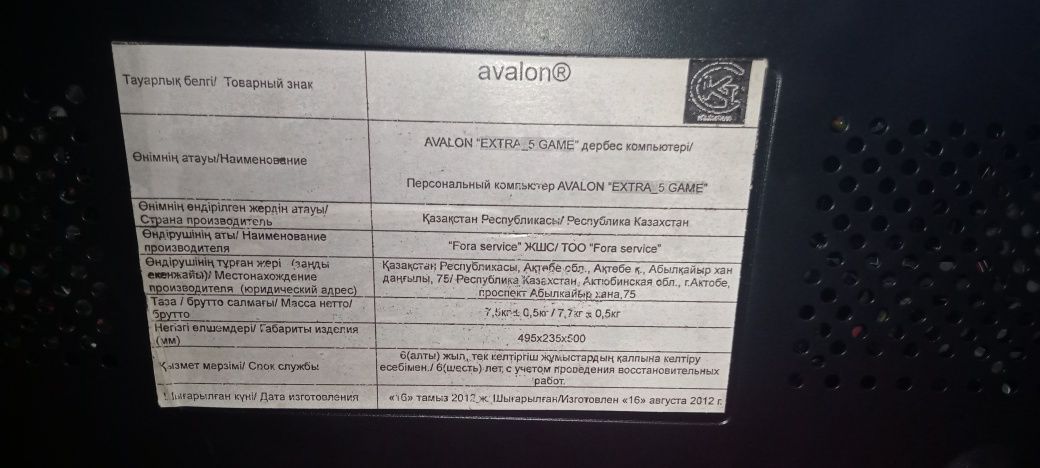 Тауарлық белгі/ Товарный знак
avalon®
Өнімнің атауы/Наименование
AVALON "EXTRA_5 GAME" дербес компьютері/
Персональный компьютер AVALON "EXTRA_5 GAME"
Өнімнің өндірілген жердің атауы/
Страна производитель
Қазақстан Республикасы/ Республика Казахстан
Өндірушінің аты/ Наименование
производителя
"Fora service" ЖШС/ ТОО "Fora service"
Өндірушінің тұрған жері (заңды
екенжайы)/ Местонахождение
производителя (юридический адрес)
Қазақстан Республикасы, Ақтөбе обл., Ақтөбе қ., Абылқайыр хан
даңғылы, 75/ Республика Казахстан, Актюбинская обл., г.Актобе,
проспект Абылкайыр хана,75
Таза / брутто салмағы/ Масса нетто/
брутто
7,5кг± 0,5кг / 7,7кг ± 0,5кг
Негізгі өлшемдері/ Габариты изделия
(мм)
495х235х500
Қызмет мерзімі/ Срок службы
6(алты) жыл, тек келтіргіш жұмыстардың қалпына келтіру
есебімен./ 6(шесть) лет, с учетом проведения восстановительных
работ.
Шығарылған күні/ Дата изготовления
«16» тамыз 2012 ж. Шығарылған/Изготовлен «16» августа 2012 г.